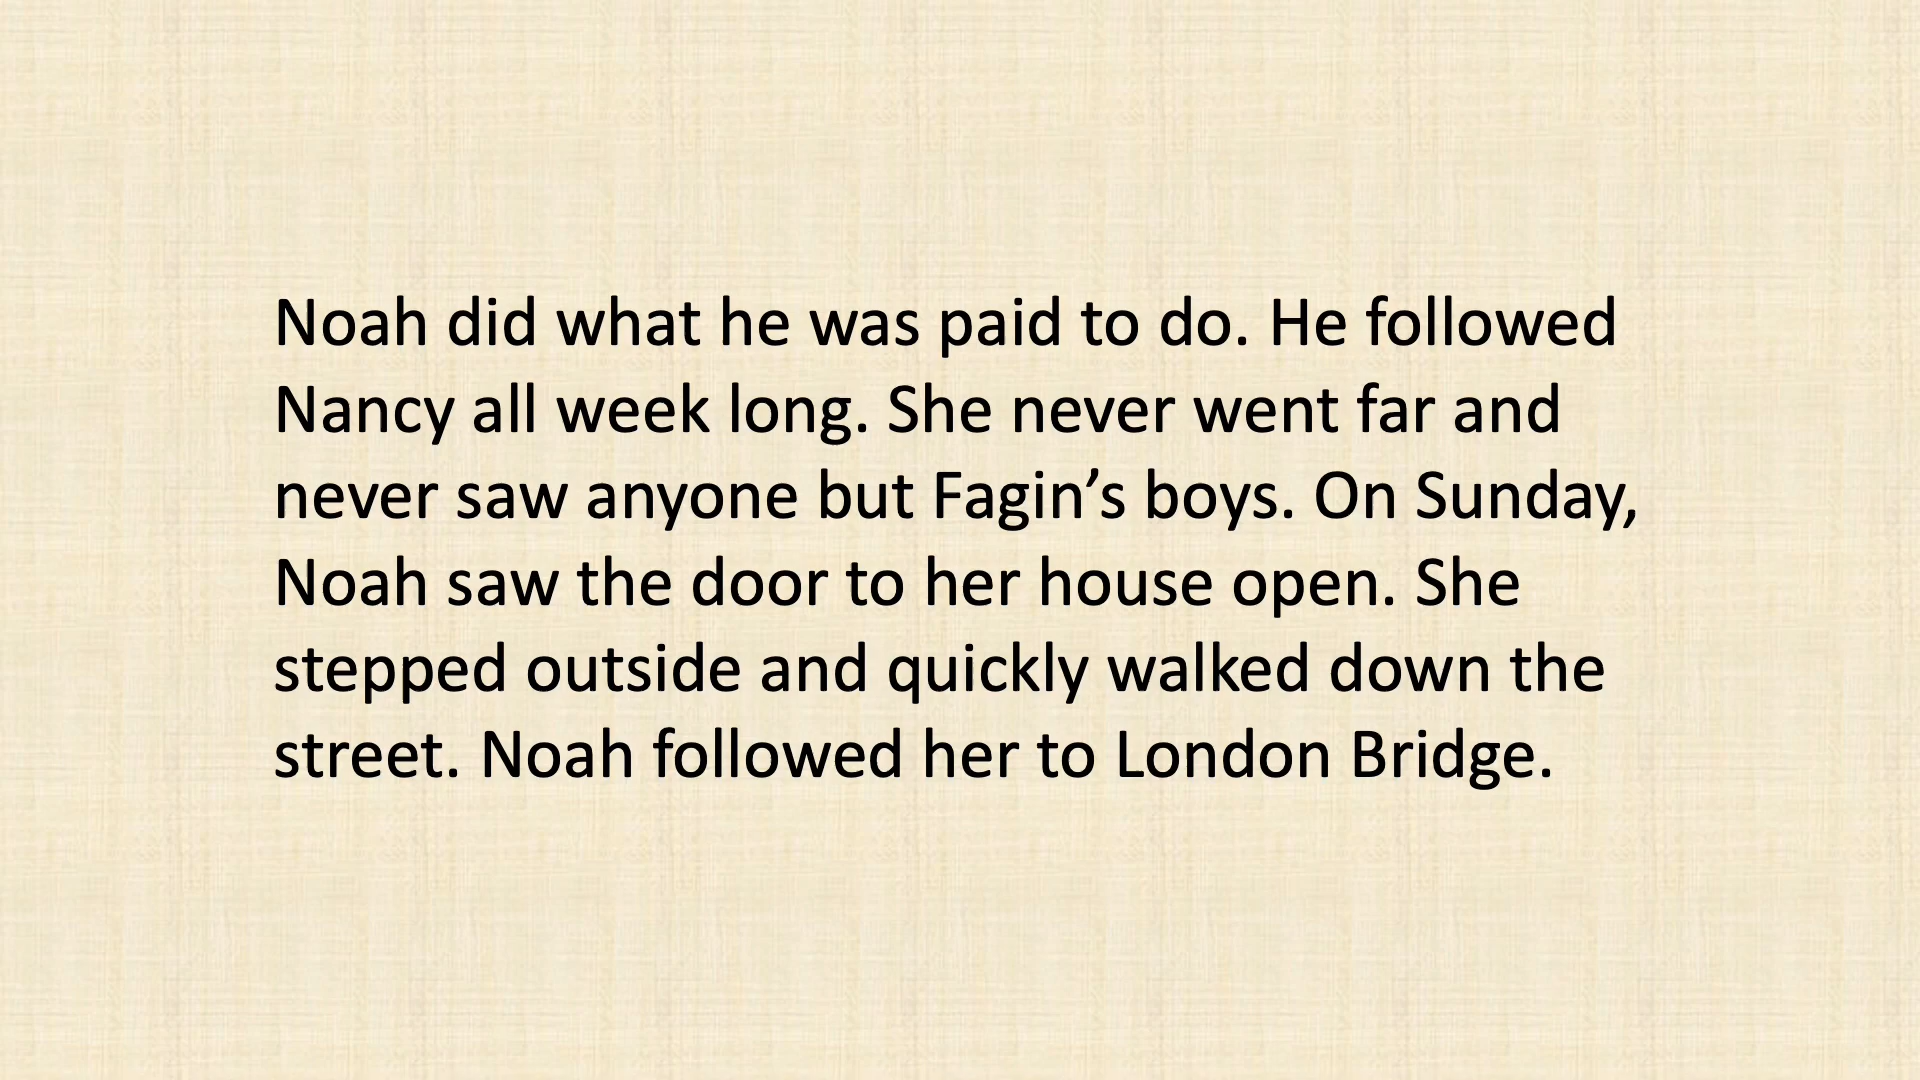 Noah did what he was paid to do. He followed
Nancy all week long. She never went far and
never saw anyone but Fagin’s boys. On Sunday,
Noah saw the door to her house open. She
stepped outside and quickly walked down the
street. Noah followed her to London Bridge.